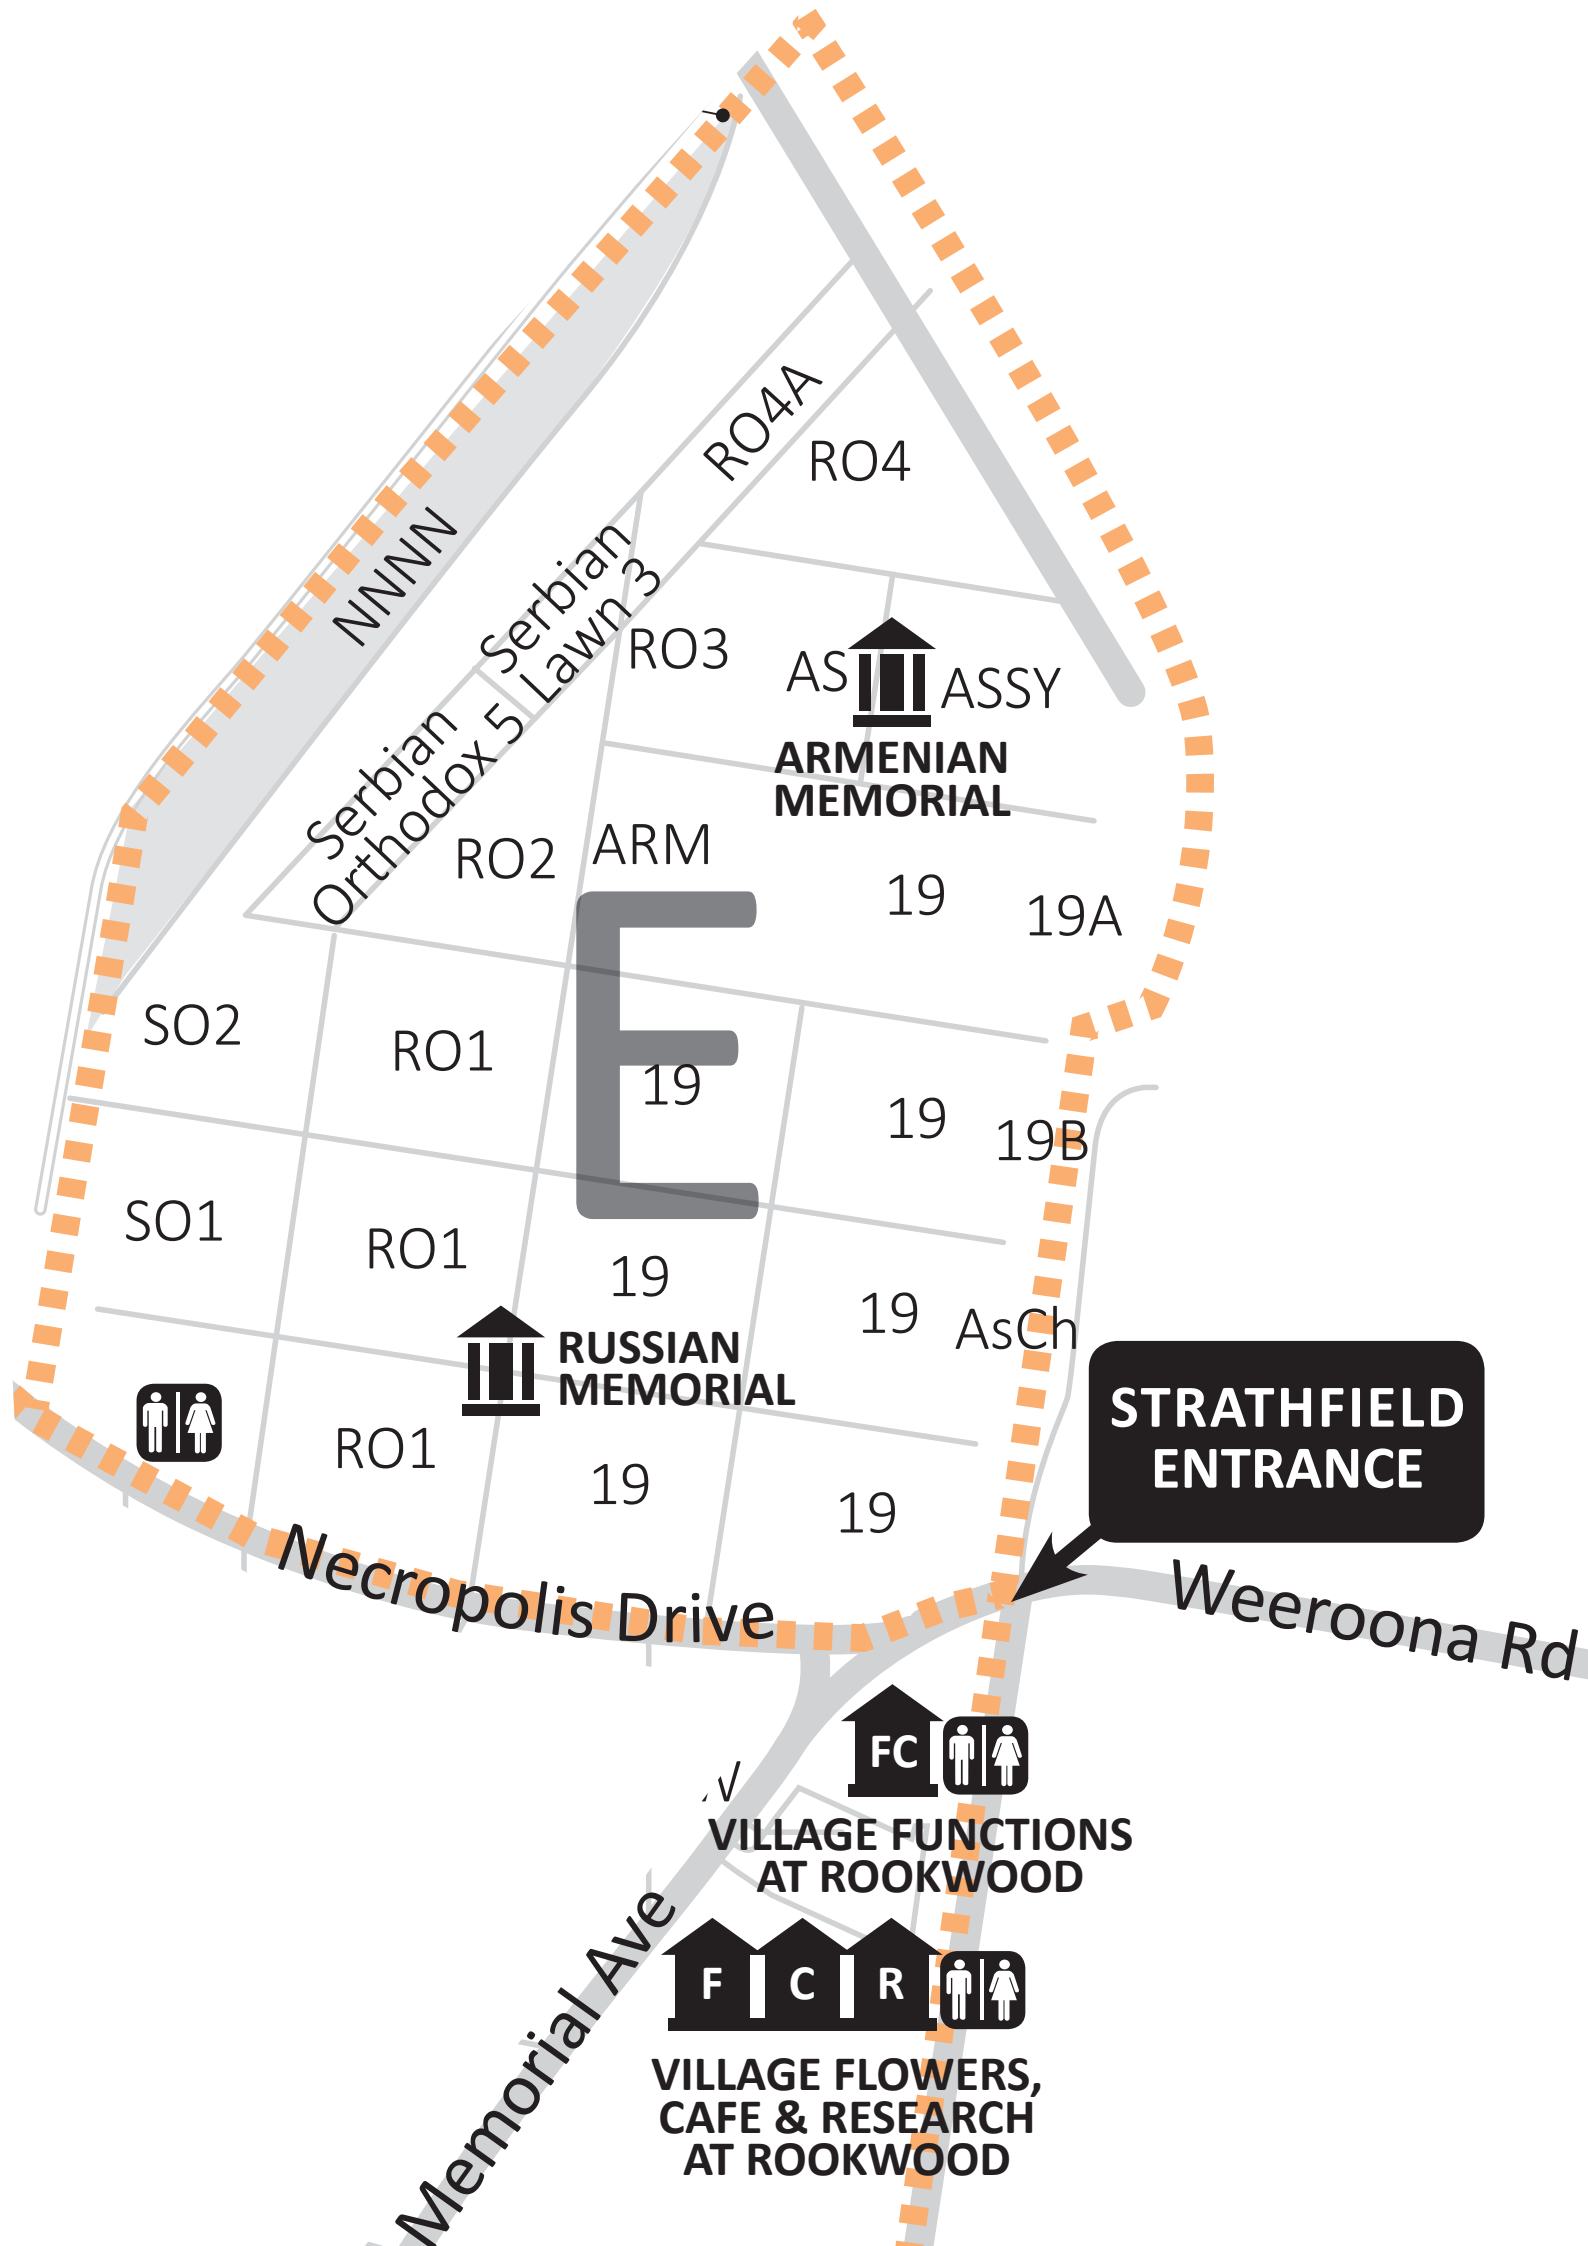 RO4A
RO4
NNNN
Serbian
Lawn 3
RO3
AS
ASSY
ARMENIAN
MEMORIAL
Serbian
Orthodox 5
RO2
ARM
19
19A
E
SO2
RO1
19
19
19B
SO1
RO1
19
19
AsCh
RUSSIAN
MEMORIAL
STRATHFIELD
ENTRANCE
RO1
19
19
Necropolis Drive
Weeroona Rd
FC
VILLAGE FUNCTIONS
AT ROOKWOOD
Memorial Ave
F C R
VILLAGE FLOWERS,
CAFE & RESEARCH
AT ROOKWOOD